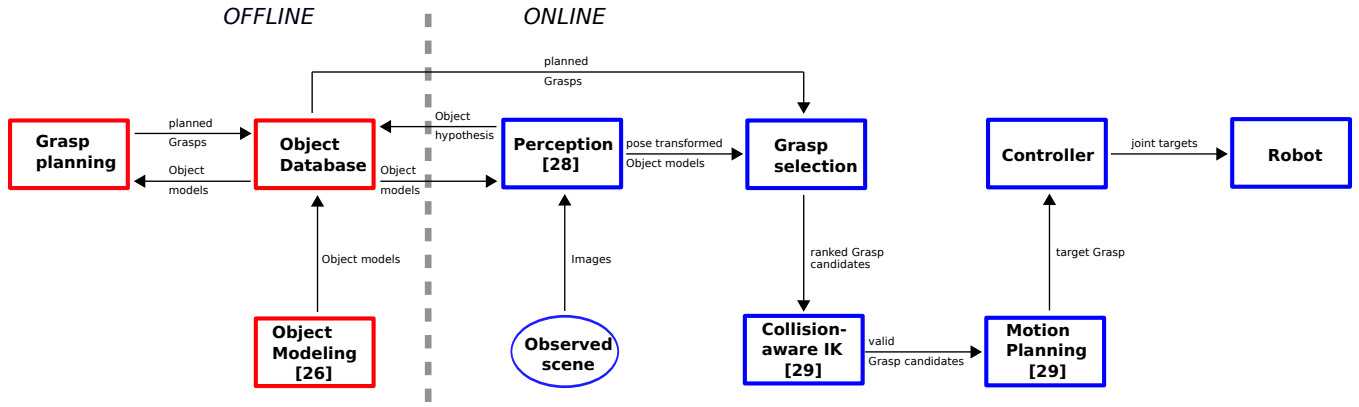 OFFLINE
ONLINE
planned
Grasps
Grasp
planning
planned
Grasps
Object
models
Object
Database
Object
hypothesis
Object
models
Perception
[28]
pose transformed
Object models
Grasp
selection
Controller
joint targets
Robot
Object models
Images
ranked Grasp
candidates
target Grasp
Object
Modeling
[26]
Observed
scene
Collision-
aware IK
[29]
valid
Grasp candidates
Motion
Planning
[29]